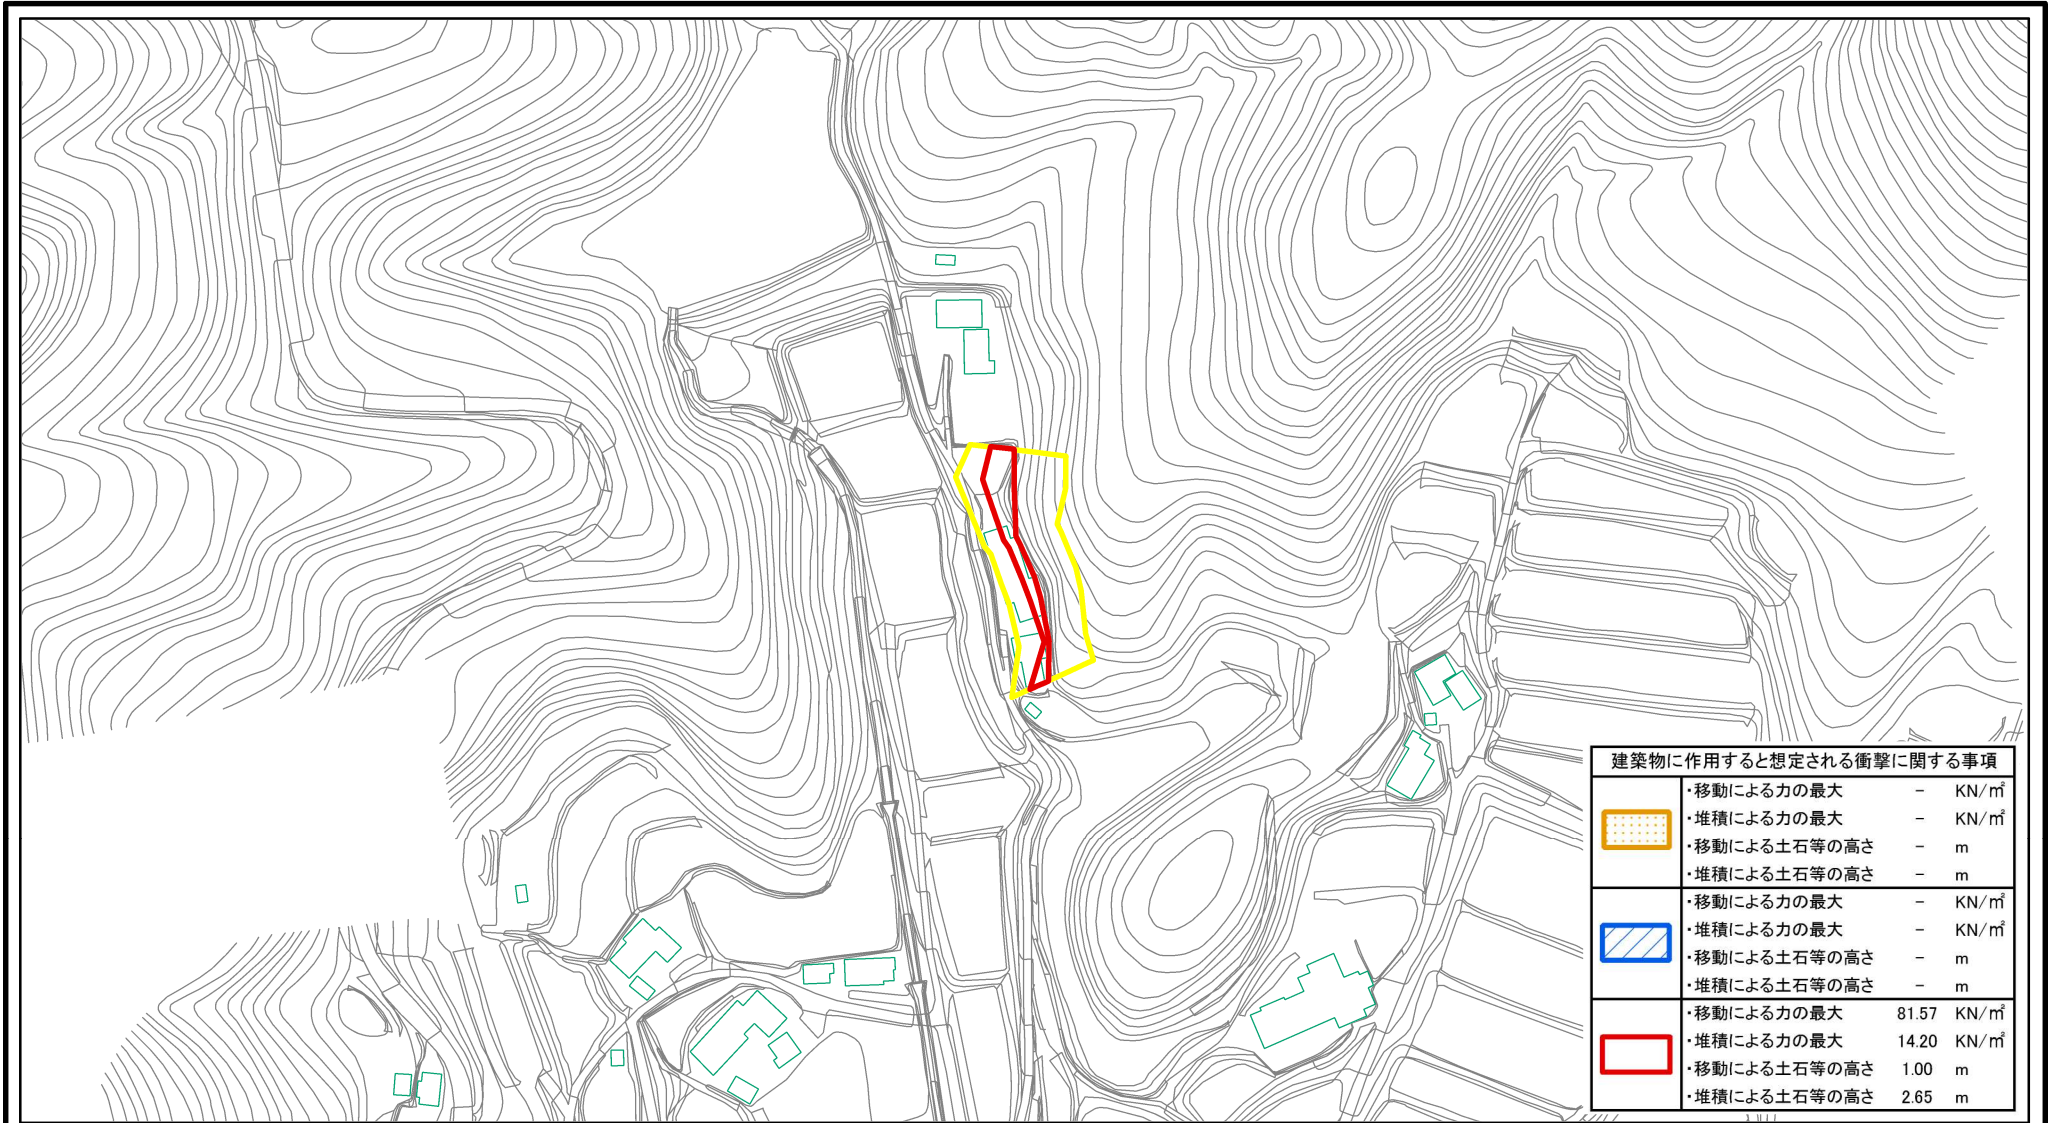 建築物に作用すると想定される衝撃に関する事項
・移動による力の最大 - KN/㎡
・堆積による力の最大 - KN/㎡
・移動による土石等の高さ - m
・堆積による土石等の高さ - m
・移動による力の最大 - KN/㎡
・堆積による力の最大 - KN/㎡
・移動による土石等の高さ - m
・堆積による土石等の高さ - m
・移動による力の最大 81.57 KN/㎡
・堆積による力の最大 14.20 KN/㎡
・移動による土石等の高さ 1.00 m
・堆積による土石等の高さ 2.65 m